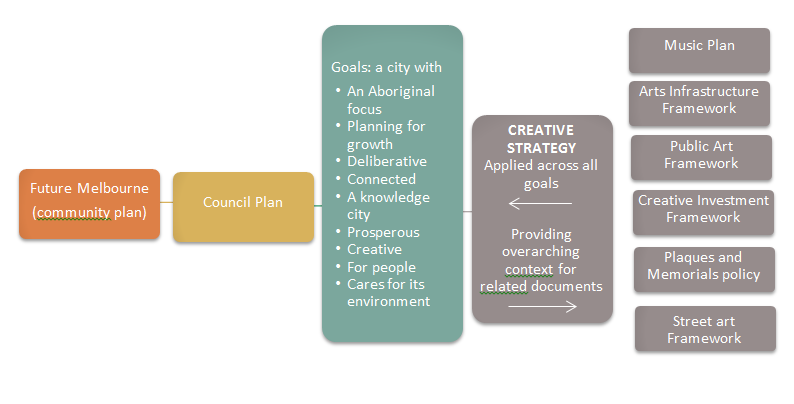 Future Melbourne
(community plan)
Council Plan
Goals: a city with
• An Aboriginal
focus
• Planning for
growth
• Deliberative
• Connected
• A knowledge
city
• Prosperous
• Creative
• For people
• Cares for its
environment
CREATIVE
STRATEGY
Applied across all
goals
Providing
overarching
context for
related documents
Music Plan
Arts Infrastructure
Framework
Public Art
Framework
Creative Investment
Framework
Plaques and
Memorials policy
Street art
Framework